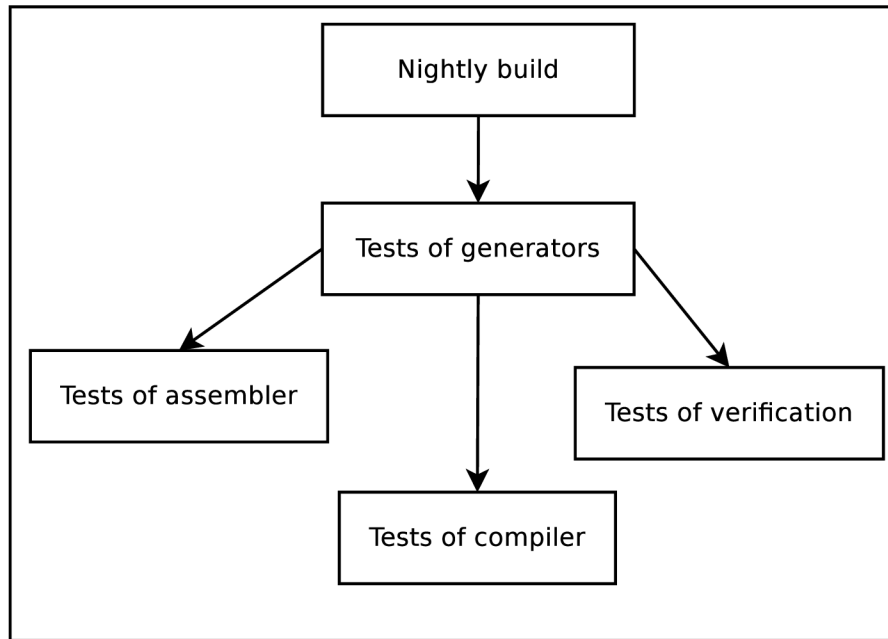 Nightly build
Tests of generators
Tests of assembler
Tests of verification
Tests of compiler